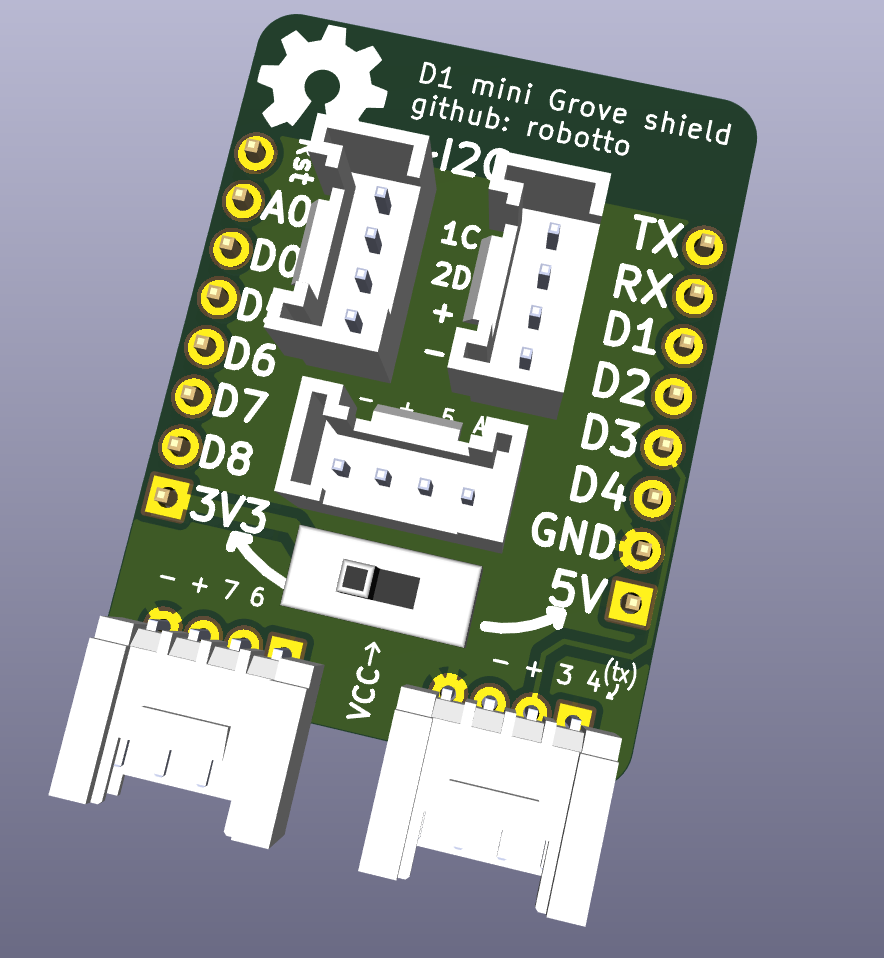 D1 mini Grove shield
github: robotto
I2C
Rst
A0
D0
D6
D7
D8
3V3
1C
2D
+
-
TX
RX
D1
D2
D3
D4
GND
5V
- + 5 A
- + 7 6
VCC→
- + 3 4 (tx)